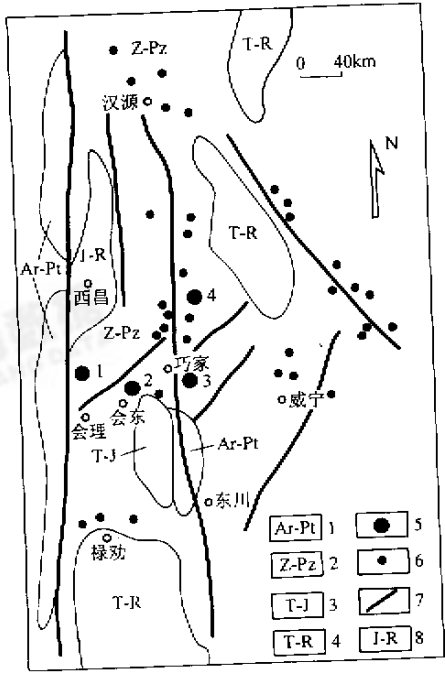 Z-Pz
T-R
0 40km
汉源
N
T-R
Ar-Pt
J-R
西昌
4
Z-Pz
1
2
巧家
3
会理
会东
威宁
T-J
Ar-Pt
东川
禄劝
T-R
Ar-Pt 1
5
Z-Pz 2
6
T-J 3
7
T-R 4
J-R 8